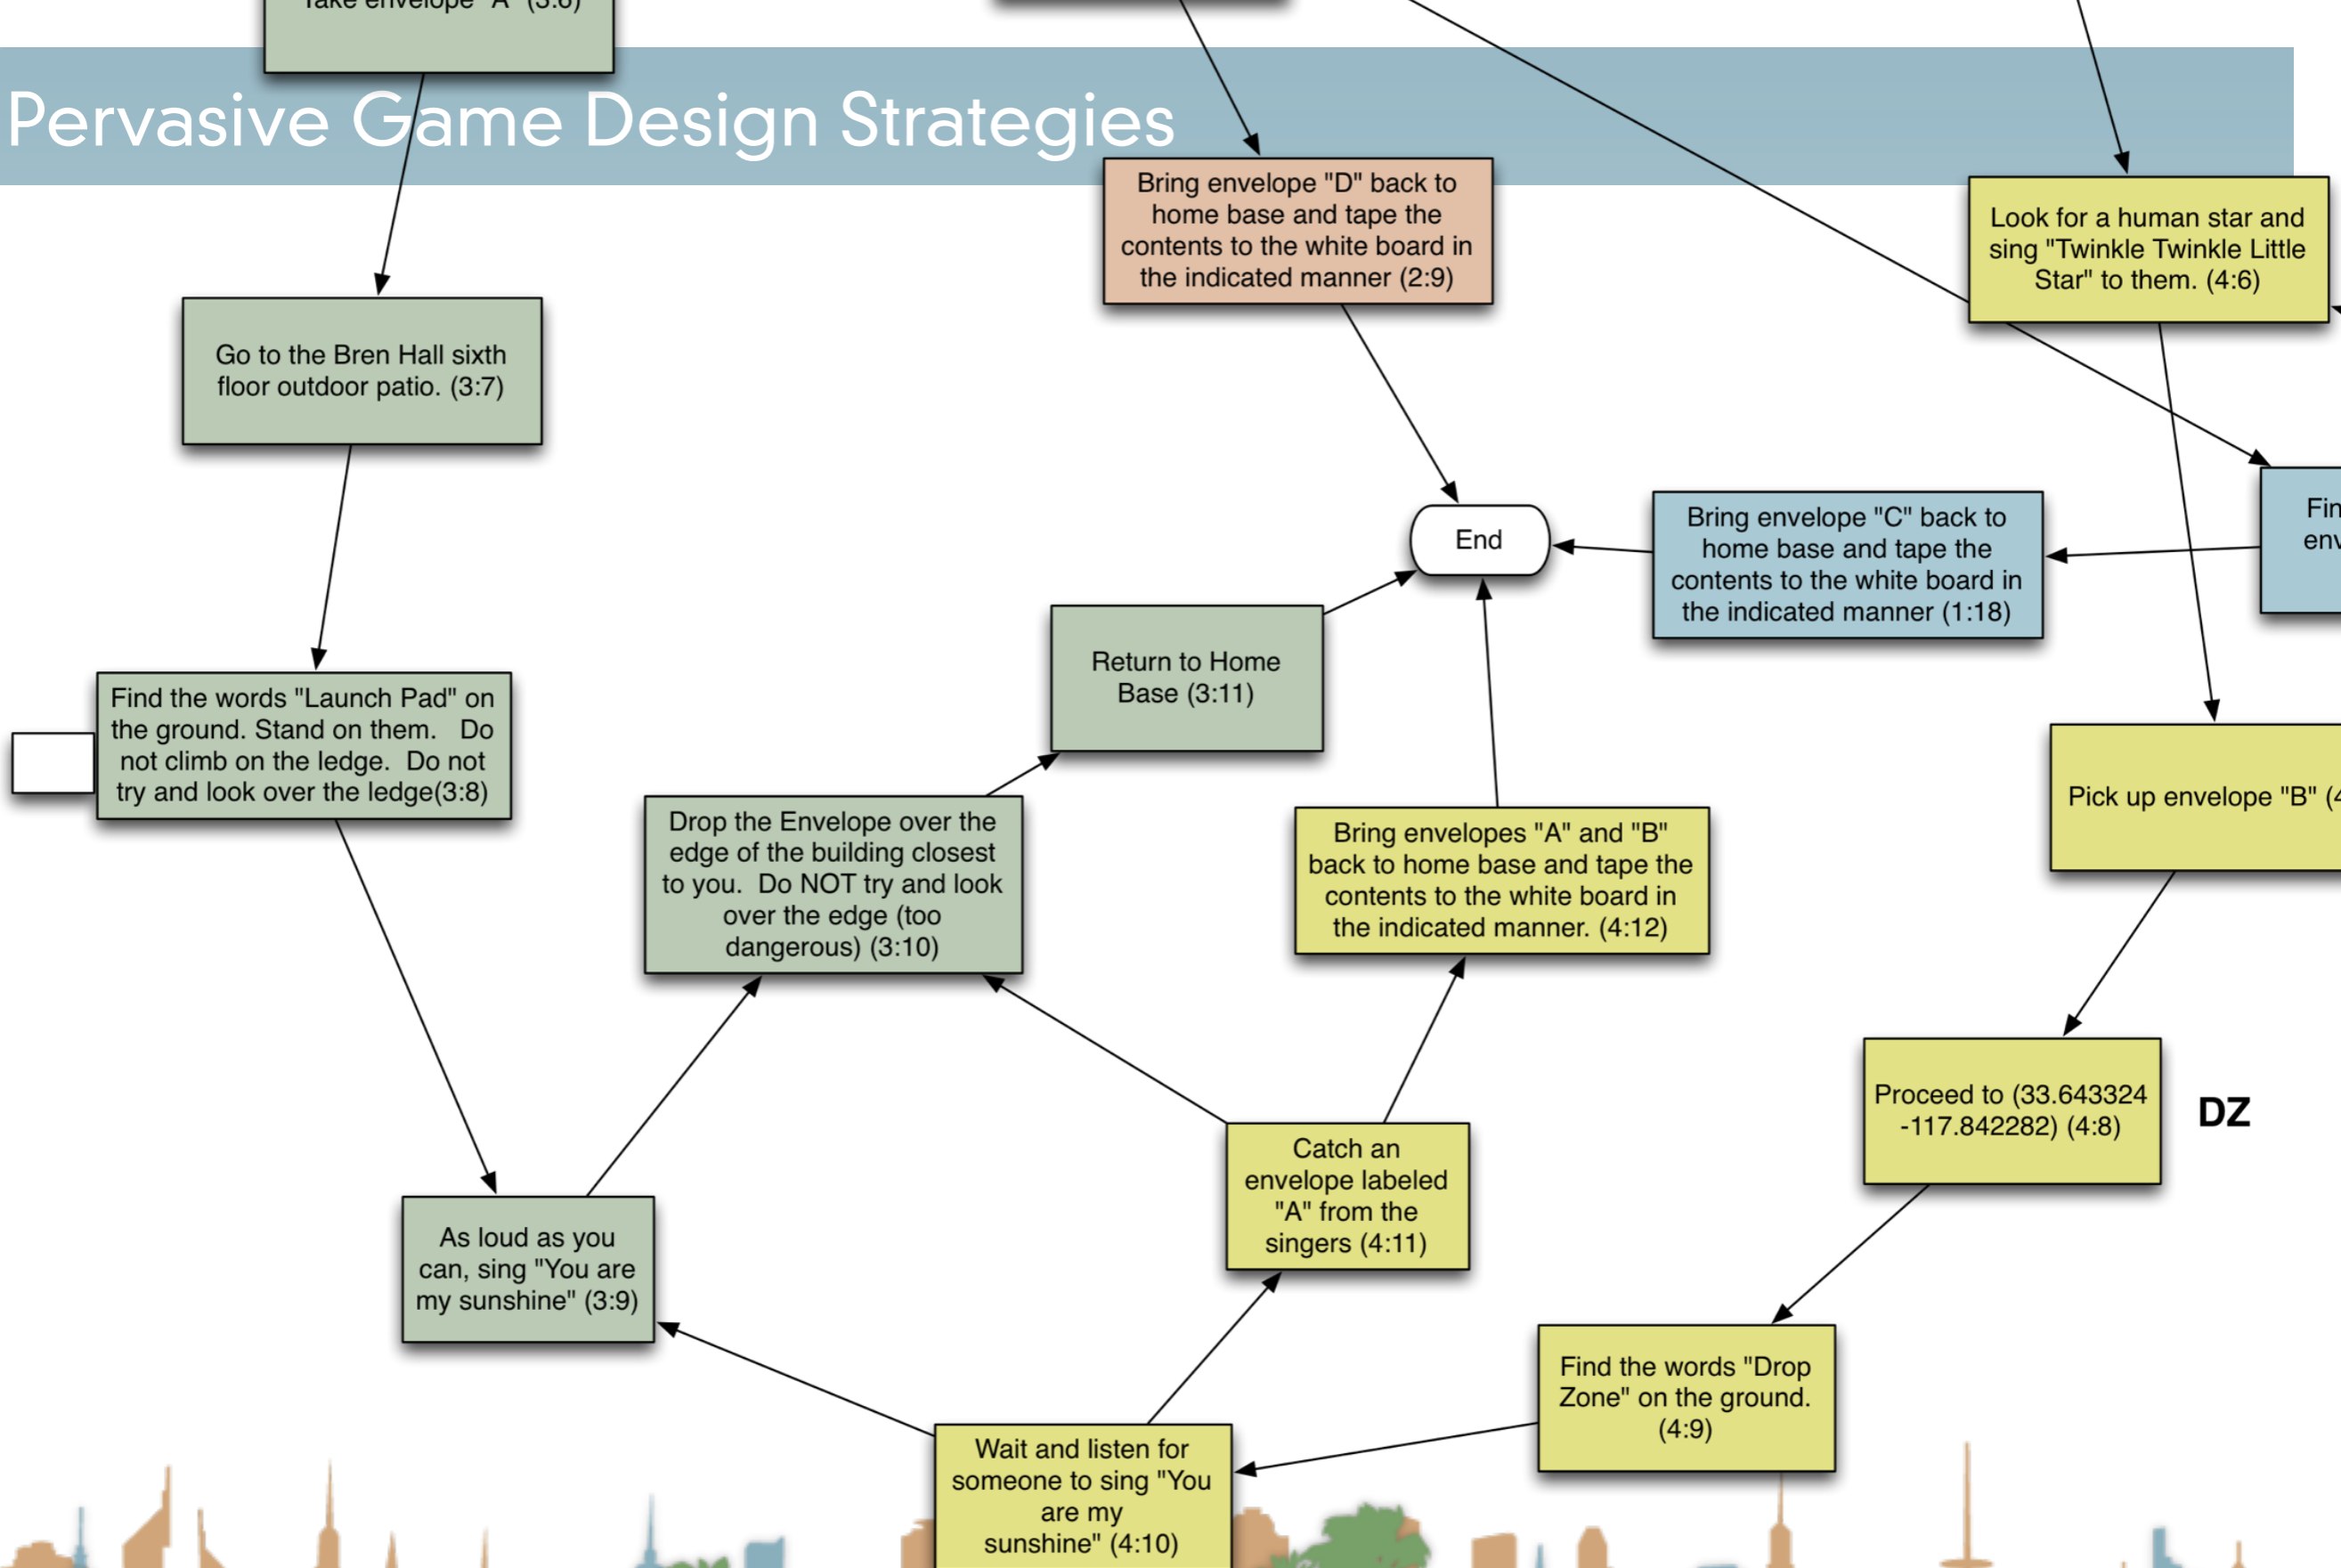 Take envelope "A" (3:6)
Pervasive Game Design Strategies
Bring envelope "D" back to
home base and tape the
contents to the white board in
the indicated manner (2:9)
Look for a human star and
sing "Twinkle Twinkle Little
Star" to them. (4:6)
Go to the Bren Hall sixth
floor outdoor patio. (3:7)
End
Bring envelope "C" back to
home base and tape the
contents to the white board in
the indicated manner (1:18)
Return to Home
Base (3:11)
Find the words "Launch Pad" on
the ground. Stand on them. Do
not climb on the ledge. Do not
try and look over the ledge(3:8)
Drop the Envelope over the
edge of the building closest
to you. Do NOT try and look
over the edge (too
dangerous) (3:10)
Bring envelopes "A" and "B"
back to home base and tape the
contents to the white board in
the indicated manner. (4:12)
Pick up envelope "B"
Proceed to (33.643324
-117.842282) (4:8)
DZ
Catch an
envelope labeled
"A" from the
singers (4:11)
As loud as you
can, sing "You are
my sunshine" (3:9)
Find the words "Drop
Zone" on the ground.
(4:9)
Wait and listen for
someone to sing "You
are my
sunshine" (4:10)